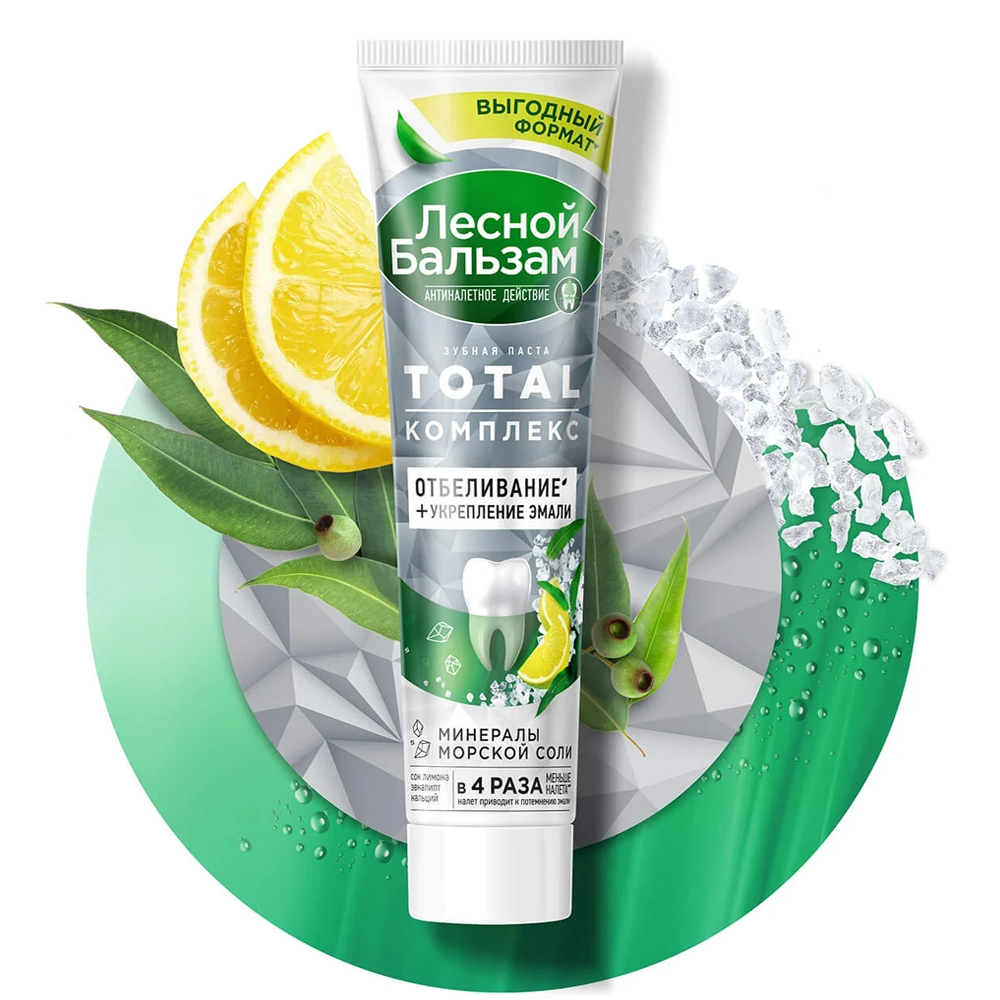 ВЫГОДНЫЙ
ФОРМАТ*
Лесной
Бальзам
АНТИНАЛЕТНОЕ ДЕЙСТВИЕ
ЗУБНАЯ ПАСТА
TOTAL
КОМПЛЕКС
ОТБЕЛИВАНИЕ*
+УКРЕПЛЕНИЕ ЭМАЛИ
МИНЕРАЛЫ
МОРСКОЙ СОЛИ
сок лимона
эвкалипт
кальций
В 4 РАЗА
МЕНЬШЕ
НАЛЕТА**
налет приводит к потемнению эмали